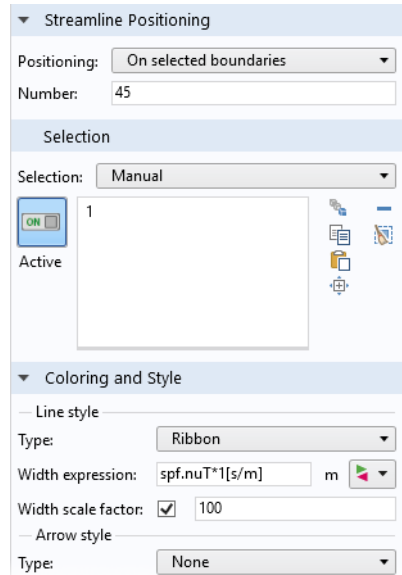 Streamline Positioning
Positioning: On selected boundaries
Number: 45
Selection
Selection: Manual
ON
1
Active
Coloring and Style
Line style
Type: Ribbon
Width expression: spf.nuT*1[s/m] m
Width scale factor: 100
Arrow style
Type: None